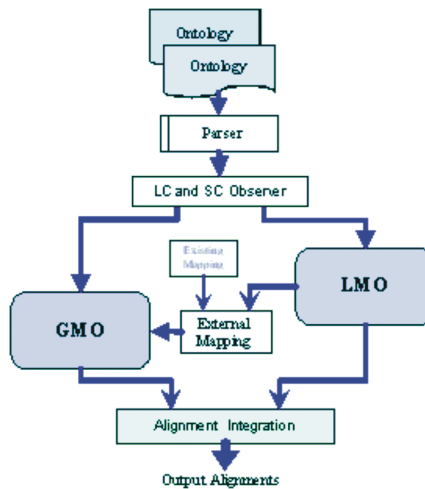 Ontology
Ontology
Parser
LC and SC Observer
Existing
Mapping
LMO
GMO
External
Mapping
Alignment Integration
Output Alignments